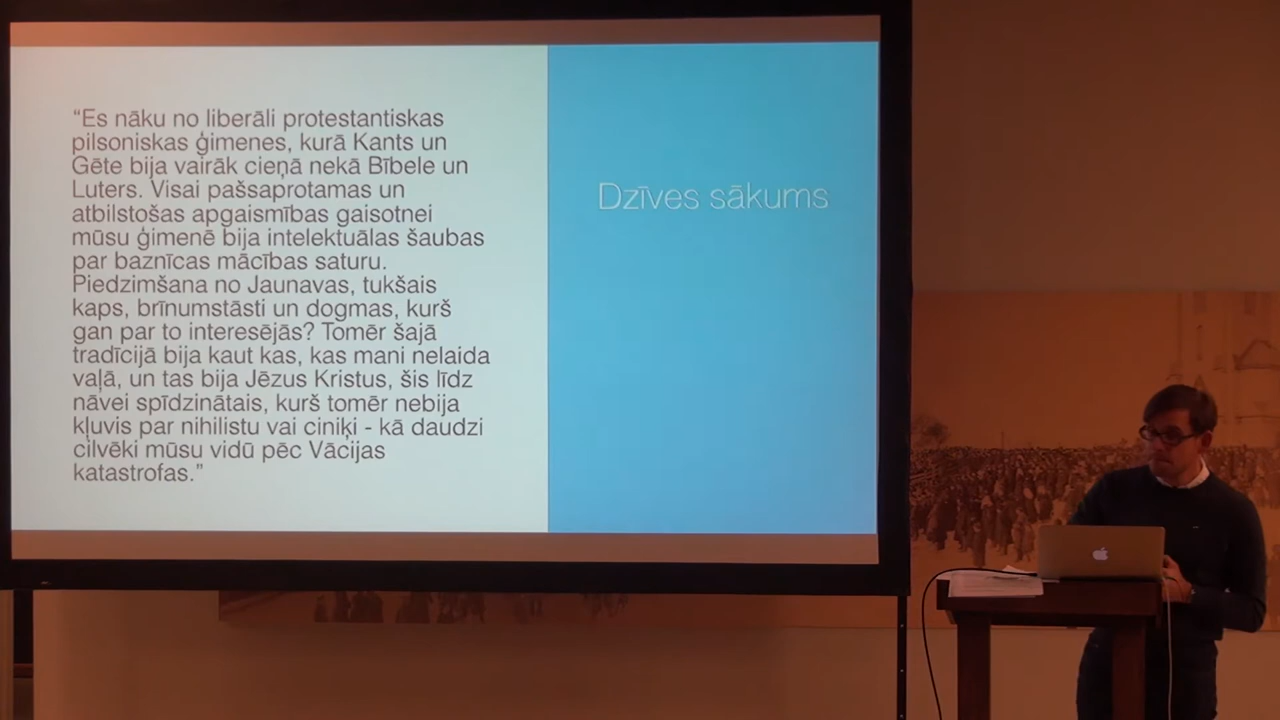 “Es nāku no liberāli protestantiskas
pilsoniskas ģimenes, kurā Kants un
Gēte bija vairāk cieņā nekā Bībele un
Luters. Visai pašsaprotamas un
atbilstošas apgaismības gaisotnei
mūsu ģimenē bija intelektuālas šaubas
par baznīcas mācības saturu.
Piedzimšana no Jaunavas, tukšais
kaps, brīnumstāsti un dogmas, kurš
gan par to interesējās? Tomēr šajā
tradīcijā bija kaut kas, kas mani nelaida
vaļā, un tas bija Jēzus Kristus, šis līdz
nāvei spīdzinātais, kurš tomēr nebija
kļuvis par nihilistu vai ciniķi - kā daudzi
cilvēki mūsu vidū pēc Vācijas
katastrofas.”
Dzīves sākums